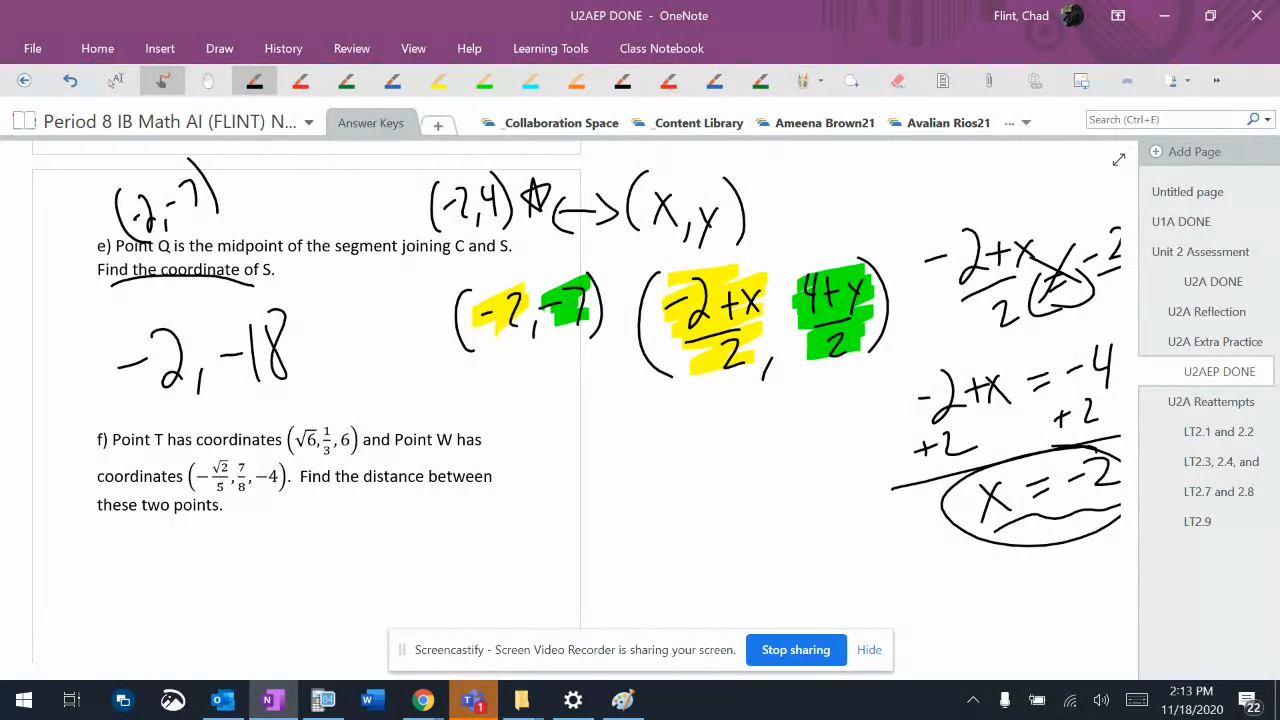 U2AEP DONE - OneNote
Flint, Chad
File Home Insert Draw History Review View Help Learning Tools Class Notebook
Period 8 IB Math AI (FLINT) N...
Answer Keys
_Collaboration Space
_Content Library
Ameena Brown21
Avalian Rios21
...
Search (Ctrl+E)
Add Page
Untitled page
U1A DONE
Unit 2 Assessment
U2A DONE
U2A Reflection
U2A Extra Practice
U2AEP DONE
U2A Reattempts
LT2.1 and 2.2
LT2.3, 2.4, and
LT2.7 and 2.8
LT2.9
(-2,-7)
(-2,4) ↔ (x,y)
e) Point Q is the midpoint of the segment joining C and S.
Find the coordinate of S.
(-2, -7) (-2+x/2, 4+y/2)
-2, -18
-2+x/2 = -2
-2+x = -4
+2 +2
x = -2
f) Point T has coordinates (√6, 1/3, 6) and Point W has
coordinates (-√2/5, 7/8, -4). Find the distance between
these two points.
Screencastify - Screen Video Recorder is sharing your screen.
Stop sharing
Hide
2:13 PM
11/18/2020
22